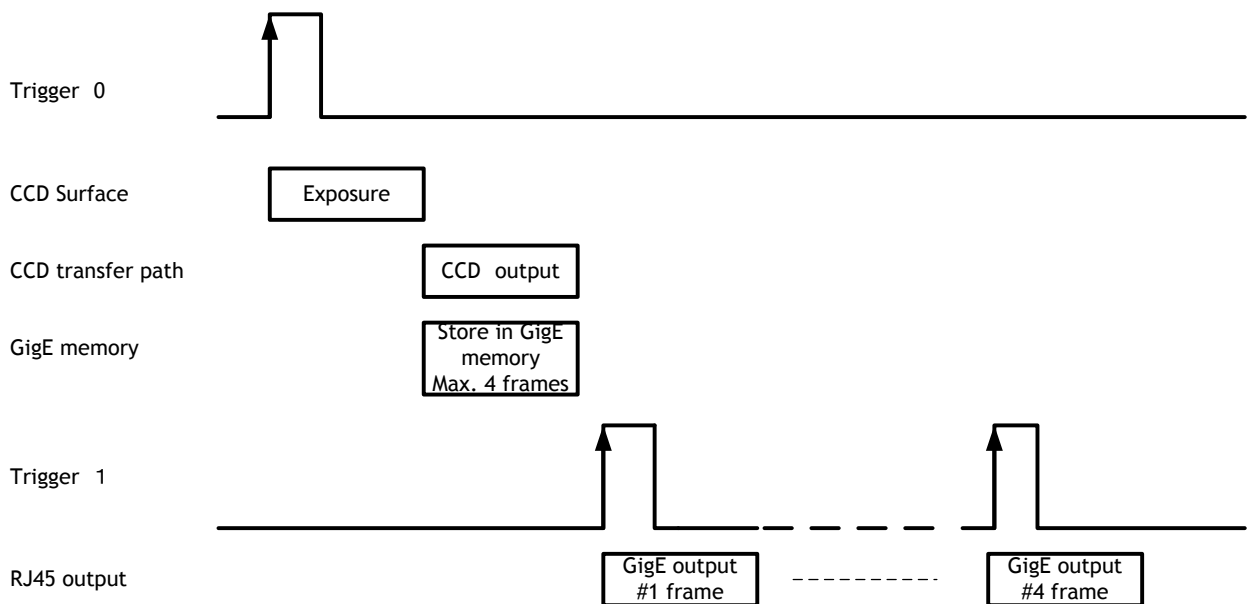 Trigger 0
CCD Surface
Exposure
CCD transfer path
CCD output
GigE memory
Store in GigE
memory
Max. 4 frames
Trigger 1
RJ45 output
GigE output
#1 frame
GigE output
#4 frame